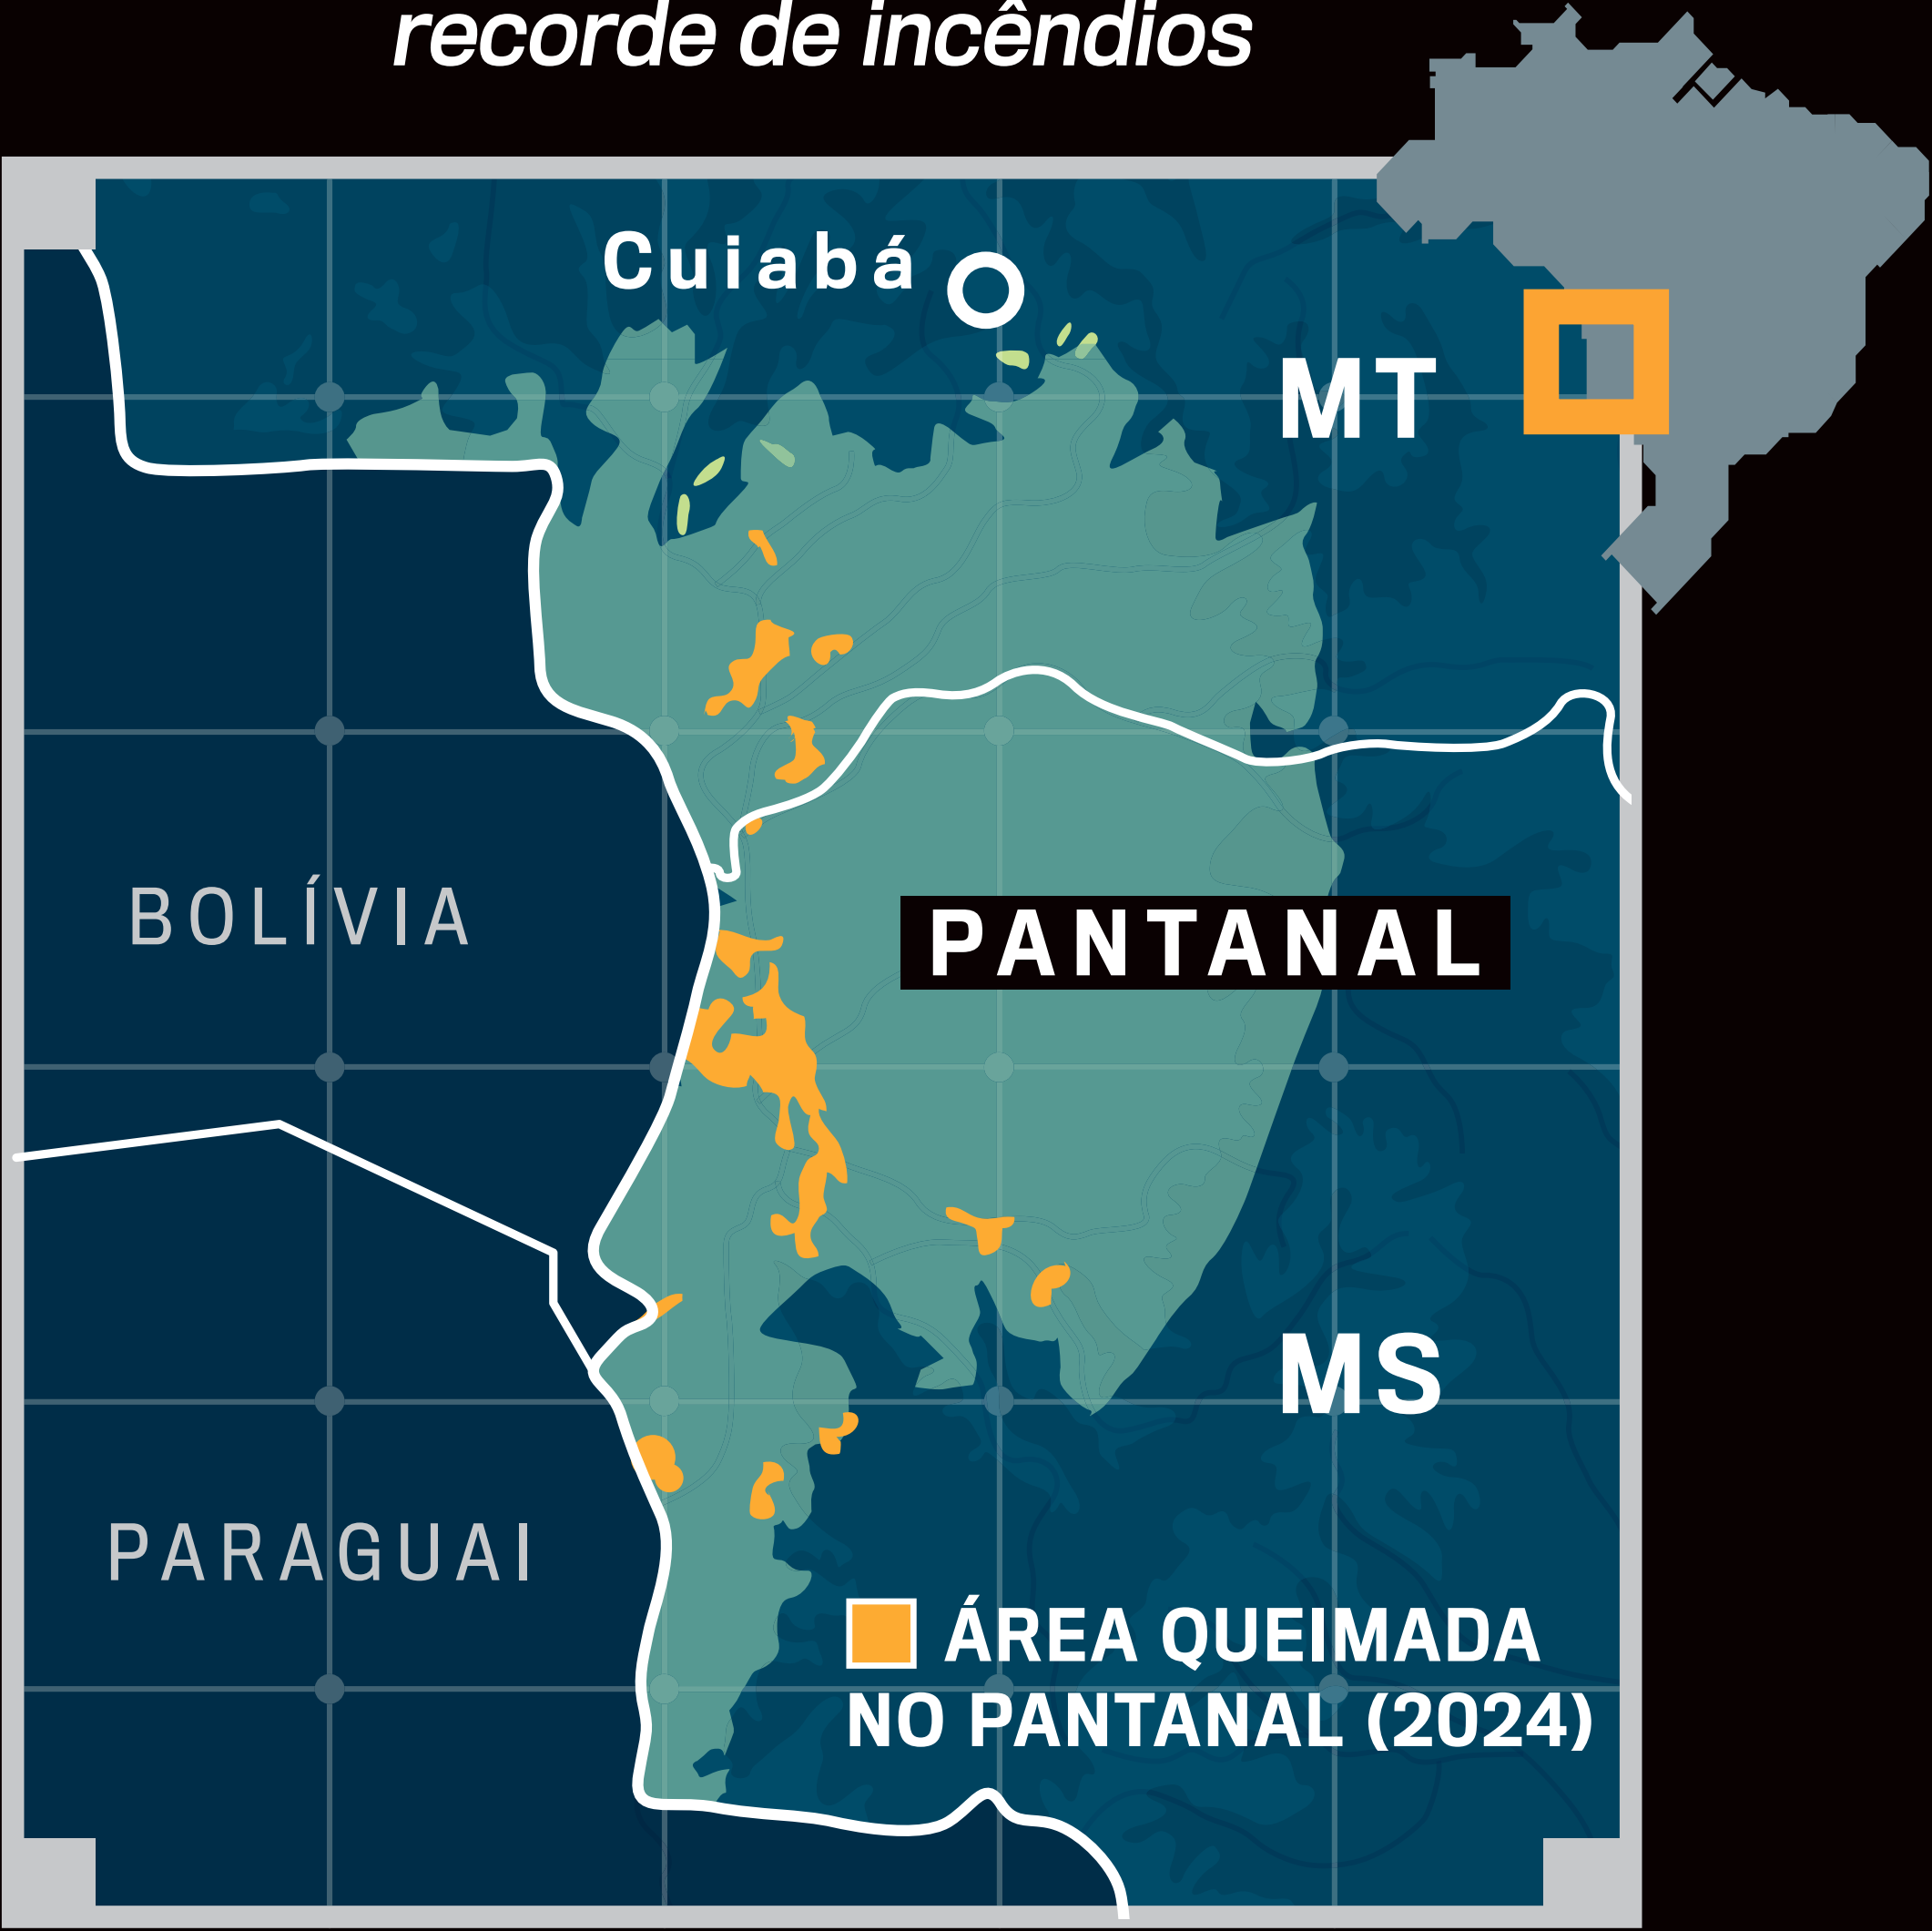 recorde de incêndios
Cuiabá
MT
BOLÍVIA
PANTANAL
MS
PARAGUAI
ÁREA QUEIMADA
NO PANTANAL (2024)